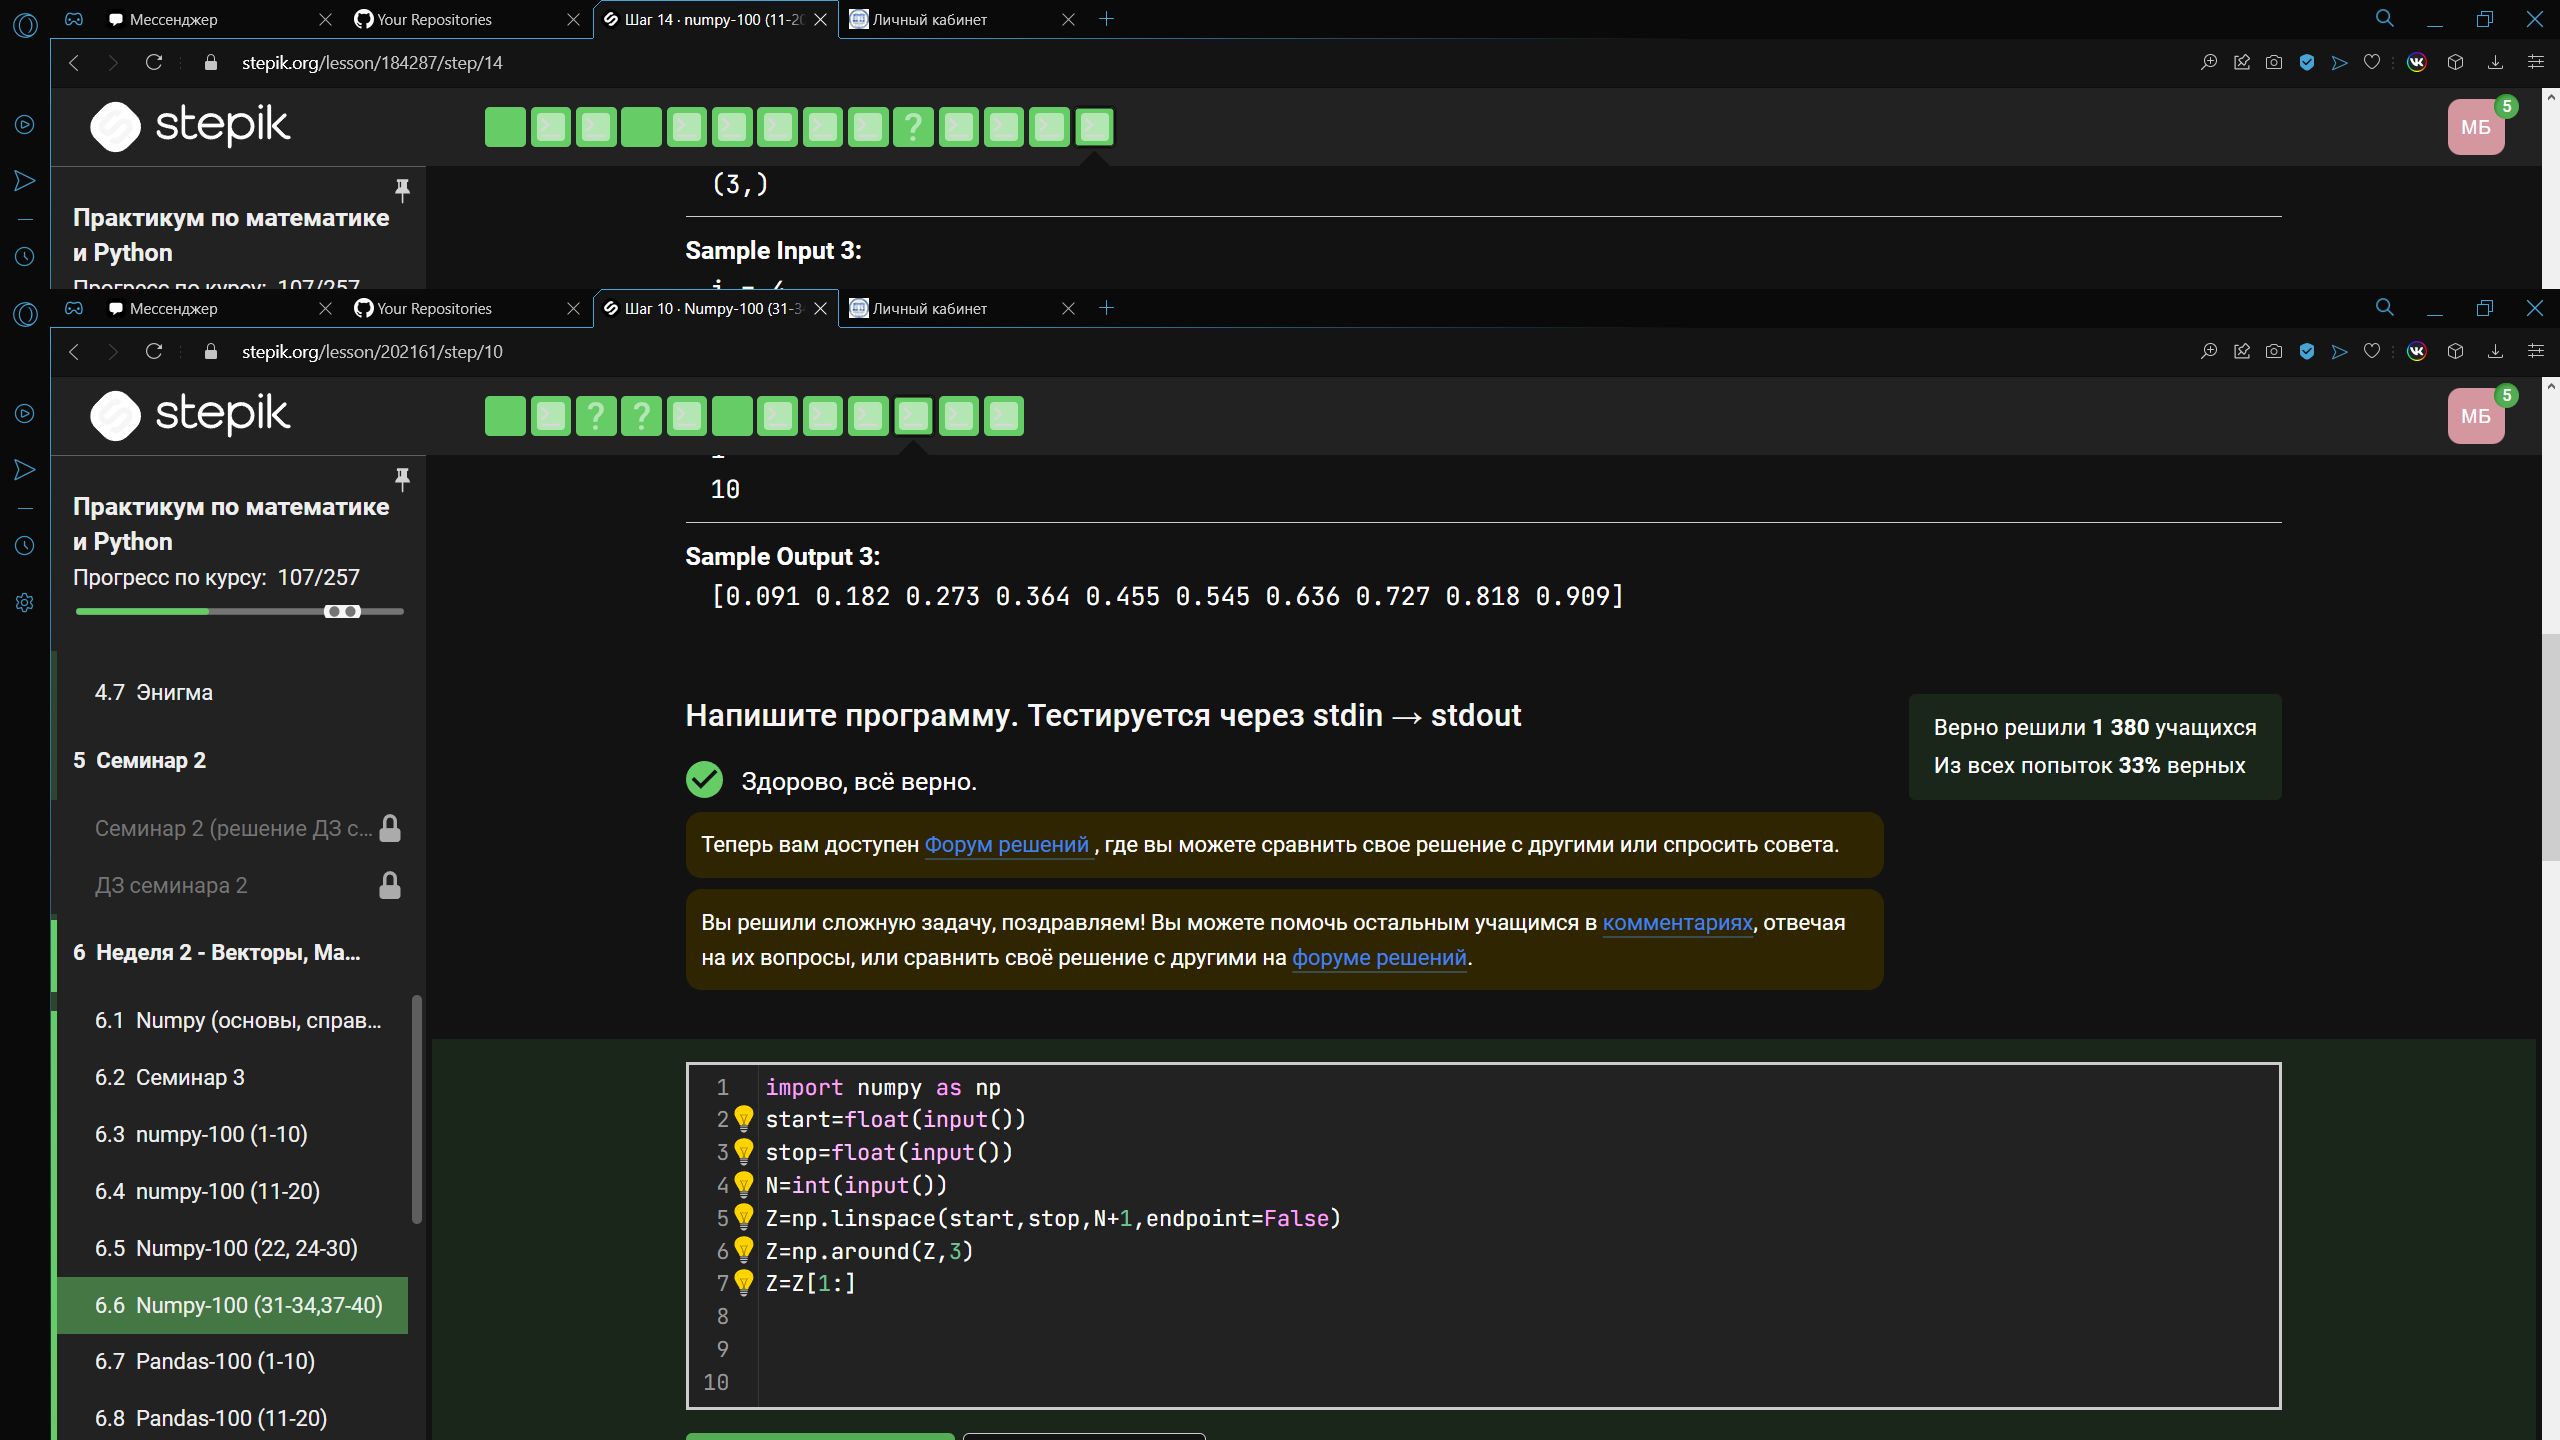 Мессенджер
Your Repositories
Шаг 14 · numpy-100 (11-20
Личный кабинет
stepik.org/lesson/184287/step/14
stepik
?
МБ
5
Практикум по математике
и Python
Прогресс по курсу: 107/257
(3,)
Sample Input 3:
Мессенджер
Your Repositories
Шаг 10 · Numpy-100 (31-3
Личный кабинет
stepik.org/lesson/202161/step/10
stepik
? ?
МБ
5
Практикум по математике
и Python
Прогресс по курсу: 107/257
4.7 Энигма
5 Семинар 2
Семинар 2 (решение ДЗ с...
ДЗ семинара 2
6 Неделя 2 - Векторы, Ма...
6.1 Numpy (основы, справ...
6.2 Семинар 3
6.3 numpy-100 (1-10)
6.4 numpy-100 (11-20)
6.5 Numpy-100 (22, 24-30)
6.6 Numpy-100 (31-34,37-40)
6.7 Pandas-100 (1-10)
6.8 Pandas-100 (11-20)
10
Sample Output 3:
[0.091 0.182 0.273 0.364 0.455 0.545 0.636 0.727 0.818 0.909]
Напишите программу. Тестируется через stdin → stdout
Верно решили 1 380 учащихся
Из всех попыток 33% верных
Здорово, всё верно.
Теперь вам доступен Форум решений , где вы можете сравнить свое решение с другими или спросить совета.
Вы решили сложную задачу, поздравляем! Вы можете помочь остальным учащимся в комментариях, отвечая
на их вопросы, или сравнить своё решение с другими на форуме решений.
1 import numpy as np
2 start=float(input())
3 stop=float(input())
4 N=int(input())
5 Z=np.linspace(start,stop,N+1,endpoint=False)
6 Z=np.around(Z,3)
7 Z=Z[1:]
8
9
10